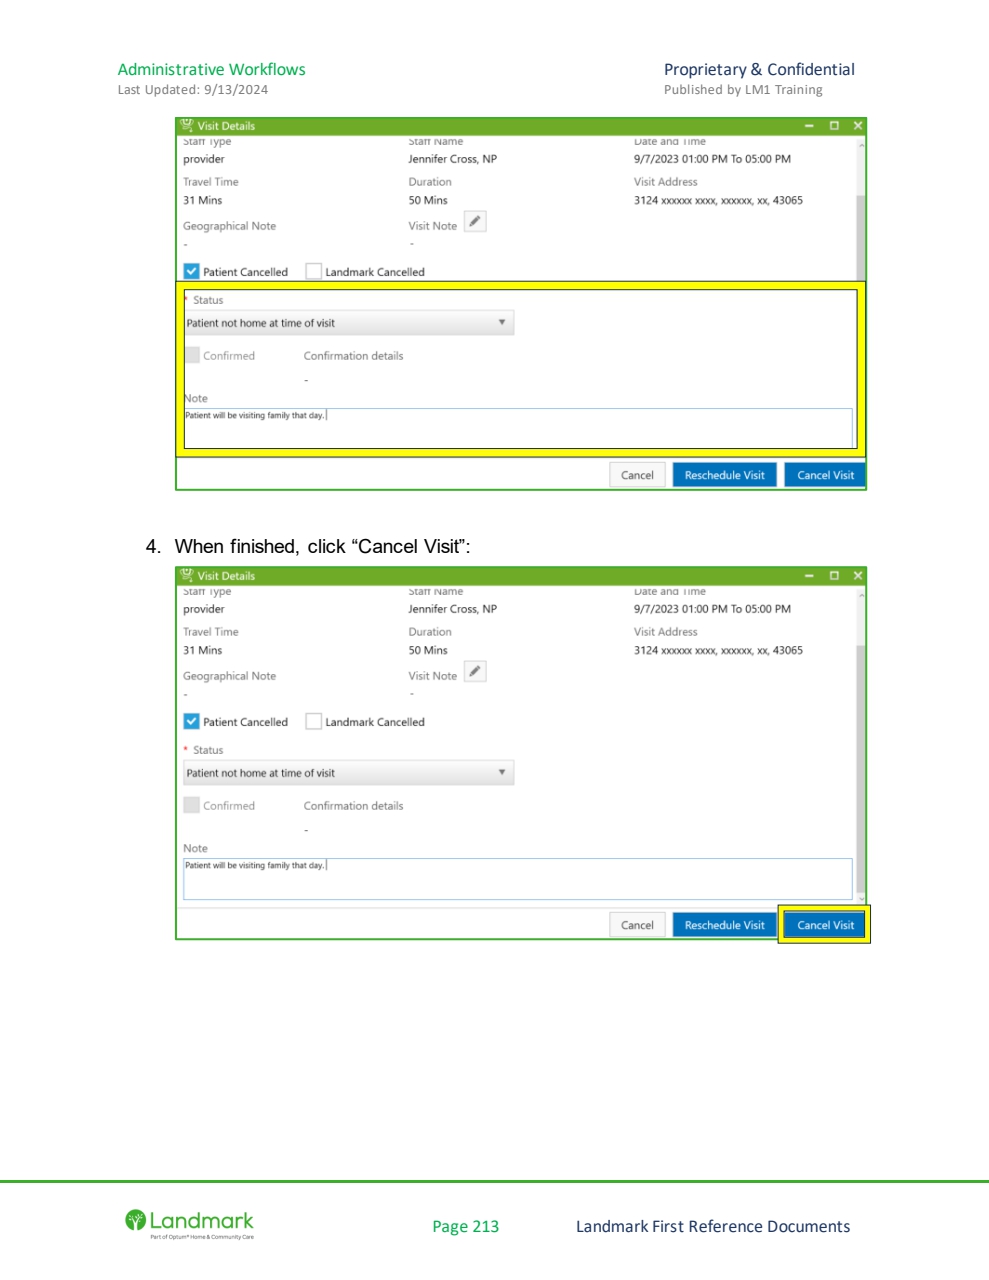 Administrative Workflows Proprietary & Confidential
Last Updated: 9/13/2024 Published by LM1 Training
Visit Details
Staff Type Staff Name Date and Time
provider Jennifer Cross, NP 9/7/2023 01:00 PM To 05:00 PM
Travel Time Duration Visit Address
31 Mins 50 Mins 3124 xxxxxx xxxx, xxxxxx, xx, 43065
Geographical Note Visit Note
- -
Patient Cancelled Landmark Cancelled
* Status
Patient not home at time of visit
Confirmed Confirmation details
-
Note
Patient will be visiting family that day.
Cancel Reschedule Visit Cancel Visit
4. When finished, click “Cancel Visit”:
Visit Details
Staff Type Staff Name Date and Time
provider Jennifer Cross, NP 9/7/2023 01:00 PM To 05:00 PM
Travel Time Duration Visit Address
31 Mins 50 Mins 3124 xxxxxx xxxx, xxxxxx, xx, 43065
Geographical Note Visit Note
- -
Patient Cancelled Landmark Cancelled
* Status
Patient not home at time of visit
Confirmed Confirmation details
-
Note
Patient will be visiting family that day.
Cancel Reschedule Visit Cancel Visit
Landmark
Part of Optum® Home & Community Care
Page 213 Landmark First Reference Documents